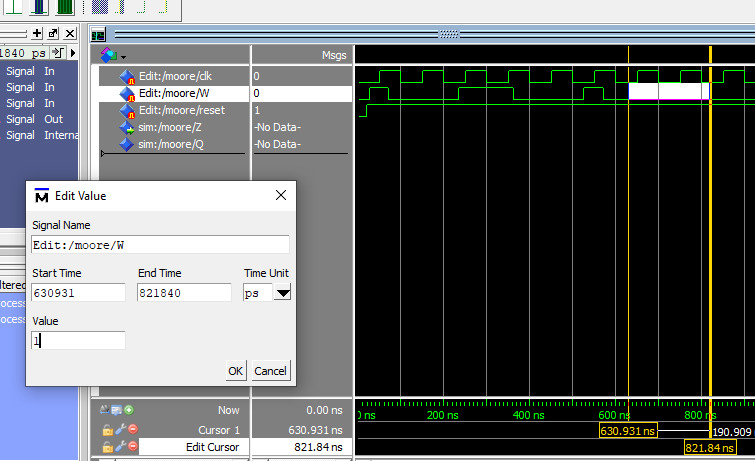 1840 ps
Msgs
Signal In
Signal In
Signal In
Signal Out
Signal Interna
Edit:/moore/clk 0
Edit:/moore/W 0
Edit:/moore/reset 1
sim:/moore/Z -No Data-
sim:/moore/Q -No Data-
Edit Value
Signal Name
Edit:/moore/W
Start Time End Time Time Unit
630931 821840 ps
Value
1
OK Cancel
ltered
ocess
ocess
Now 0.00 ns
Cursor 1 630.931 ns
Edit Cursor 821.84 ns
ns 200 ns 400 ns 600 ns 800 ns
630.931 ns 190.909
821.84 ns